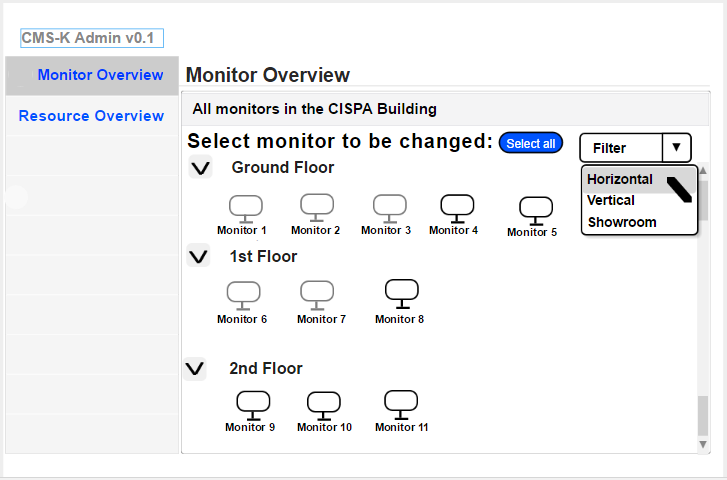 CMS-K Admin v0.1
Monitor Overview
Resource Overview
Monitor Overview
All monitors in the CISPA Building
Select monitor to be changed: Select all Filter
Horizontal
Vertical
Showroom
Ground Floor
Monitor 1 Monitor 2 Monitor 3 Monitor 4 Monitor 5
1st Floor
Monitor 6 Monitor 7 Monitor 8
2nd Floor
Monitor 9 Monitor 10 Monitor 11